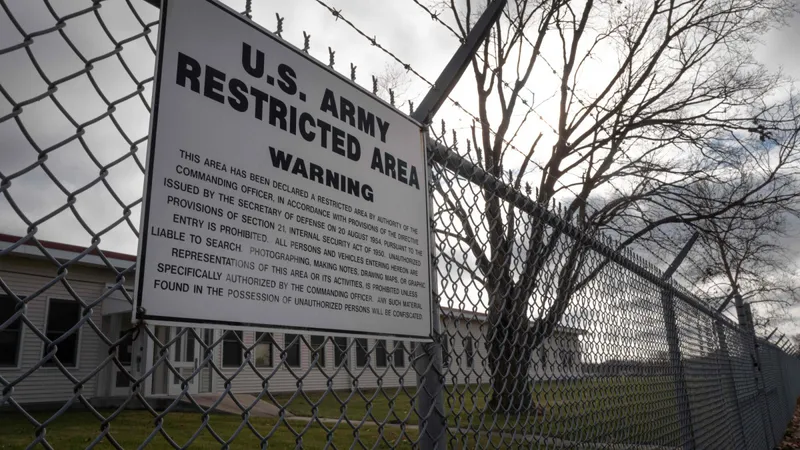 U.S. ARMY
RESTRICTED AREA
WARNING
THIS AREA HAS BEEN DECLARED A RESTRICTED AREA BY AUTHORITY OF THE
COMMANDING OFFICER, IN ACCORDANCE WITH PROVISIONS OF THE DIRECTIVE
ISSUED BY THE SECRETARY OF DEFENSE ON 20 AUGUST 1954, PURSUANT TO THE
PROVISIONS OF SECTION 21, INTERNAL SECURITY ACT OF 1950. UNAUTHORIZED
ENTRY IS PROHIBITED. ALL PERSONS AND VEHICLES ENTERING HEREIN ARE
LIABLE TO SEARCH. PHOTOGRAPHING, MAKING NOTES, DRAWING MAPS, OR GRAPHIC
REPRESENTATIONS OF THIS AREA OR ITS ACTIVITIES, IS PROHIBITED UNLESS
SPECIFICALLY AUTHORIZED BY THE COMMANDING OFFICER. ANY SUCH MATERIAL
FOUND IN THE POSSESSION OF UNAUTHORIZED PERSONS WILL BE CONFISCATED.